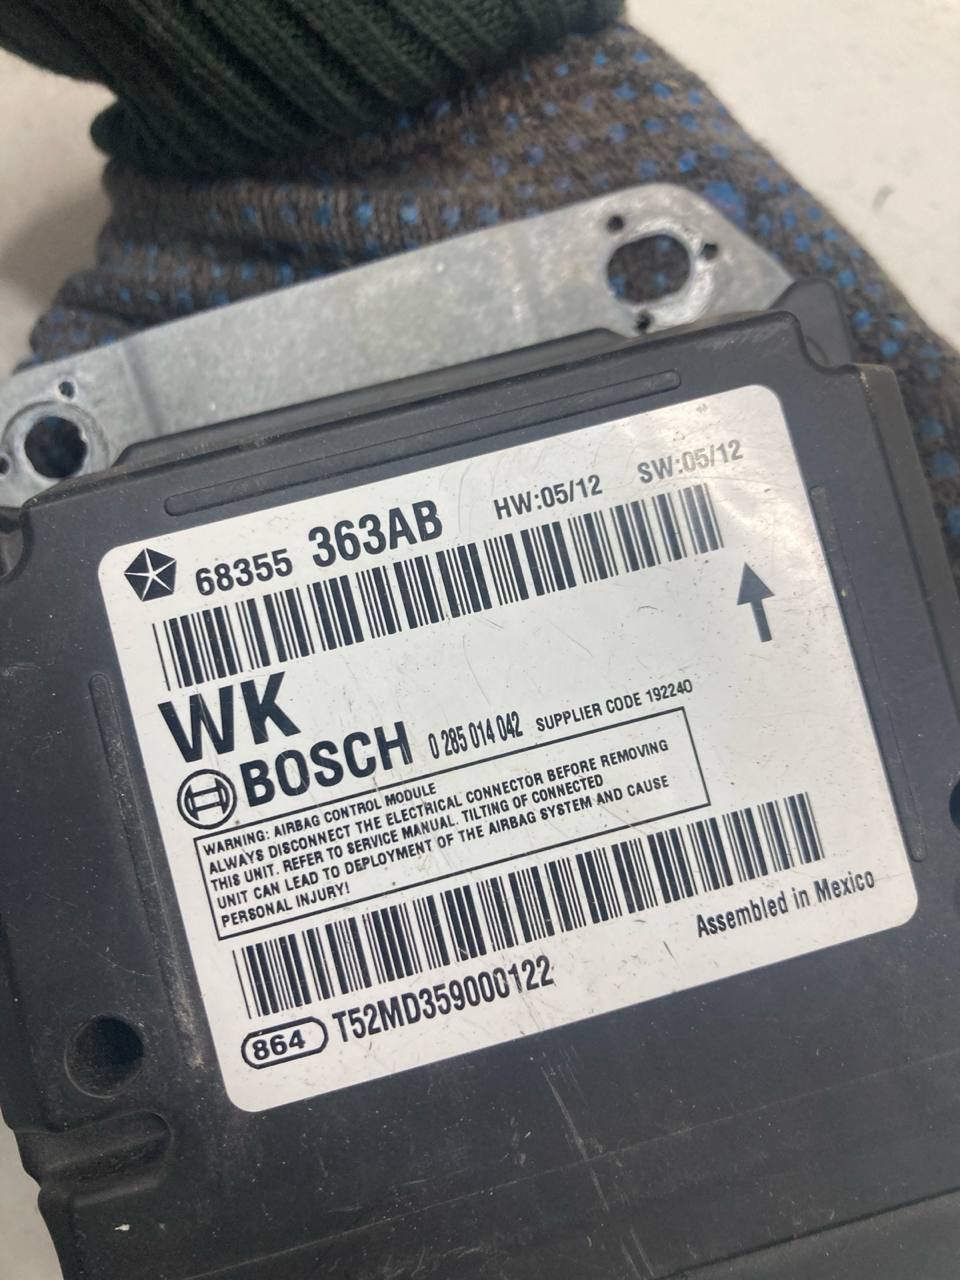 68355 363AB HW:05/12 SW:05/12
WK
BOSCH 0 285 014 042 SUPPLIER CODE 192240
WARNING: AIRBAG CONTROL MODULE
ALWAYS DISCONNECT THE ELECTRICAL CONNECTOR BEFORE REMOVING
THIS UNIT. REFER TO SERVICE MANUAL. TILTING OF CONNECTED
UNIT CAN LEAD TO DEPLOYMENT OF THE AIRBAG SYSTEM AND CAUSE
PERSONAL INJURY!
Assembled in Mexico
864 T52MD359000122